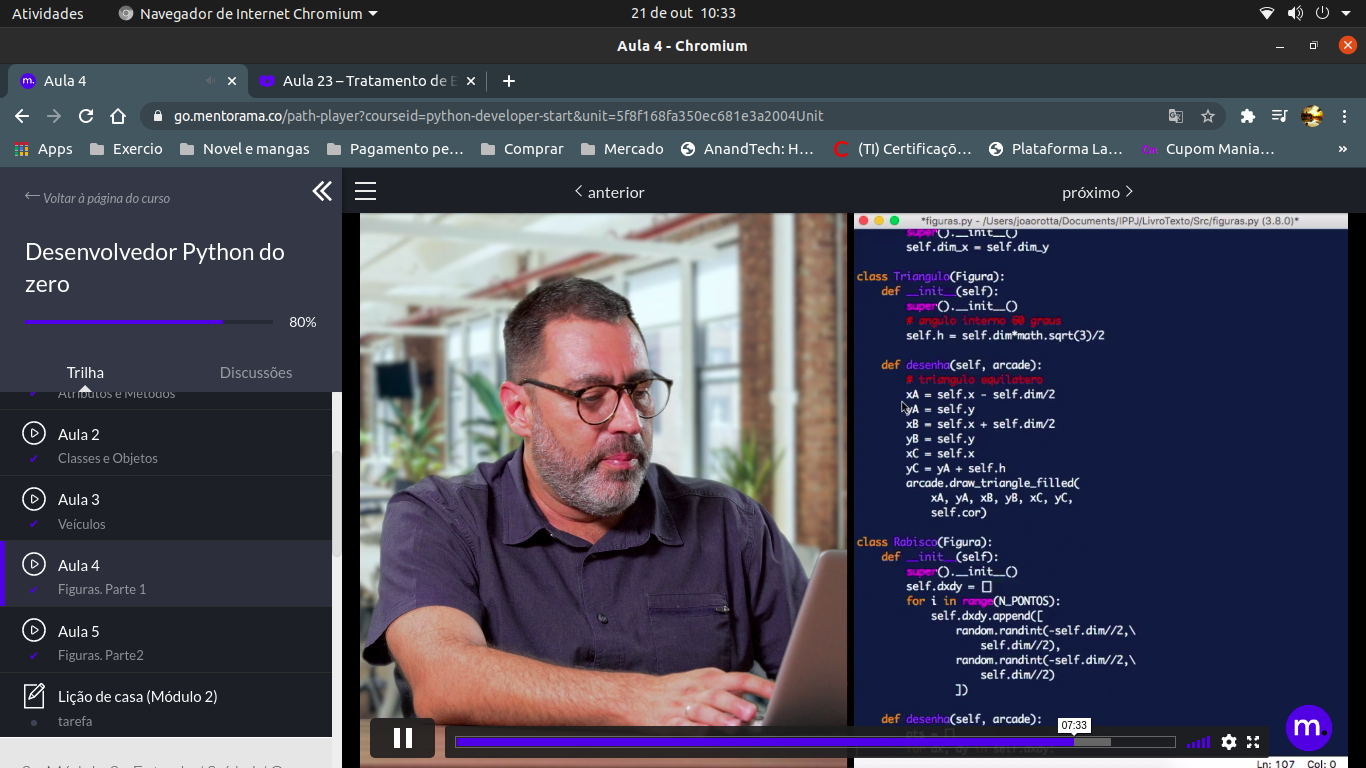 Atividades
Navegador de Internet Chromium
21 de out 10:33
Aula 4 - Chromium
m.
Aula 4
Aula 23 – Tratamento de E
go.mentorama.co/path-player?courseid=python-developer-start&unit=5f8f168fa350ec681e3a2004Unit
Apps
Exercio
Novel e mangas
Pagamento pe…
Comprar
Mercado
AnandTech: H…
(TI) Certificaçõ…
Plataforma La…
Cupom Mania…
»
← Voltar à página do curso
Desenvolvedor Python do
zero
80%
Trilha
Discussões
Atributos e Métodos
Aula 2
Classes e Objetos
Aula 3
Veículos
Aula 4
Figuras. Parte 1
Aula 5
Figuras. Parte2
Lição de casa (Módulo 2)
tarefa
< anterior
próximo >
*figuras.py - /Users/joaorotta/Documents/IPPJ/LivroTexto/Src/figuras.py (3.8.0)*
super().__init__()
self.dim_x = self.dim_y
class Triangulo(Figura):
def __init__(self):
super().__init__()
# angulo interno 60 graus
self.h = self.dim*math.sqrt(3)/2
def desenha(self, arcade):
# triangulo equilatero
xA = self.x - self.dim/2
yA = self.y
xB = self.x + self.dim/2
yB = self.y
xC = self.x
yC = yA + self.h
arcade.draw_triangle_filled(
xA, yA, xB, yB, xC, yC,
self.cor)
class Rabisco(Figura):
def __init__(self):
super().__init__()
self.dxdy = []
for i in range(N_PONTOS):
self.dxdy.append([
random.randint(-self.dim//2,\
self.dim//2),
random.randint(-self.dim//2,\
self.dim//2)
])
def desenha(self, arcade):
07:33
m.
Ln: 107 Col: 0